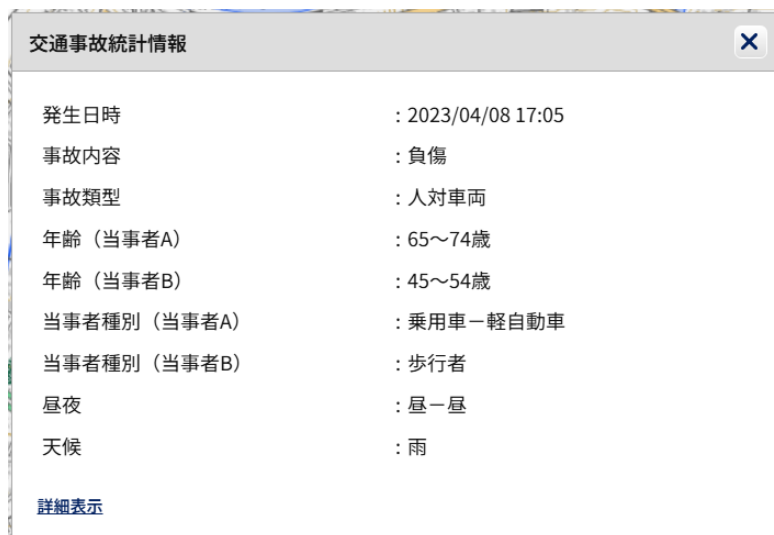 交通事故統計情報
発生日時 : 2023/04/08 17:05
事故内容 : 負傷
事故類型 : 人対車両
年齢（当事者A） : 65～74歳
年齢（当事者B） : 45～54歳
当事者種別（当事者A） : 乗用車－軽自動車
当事者種別（当事者B） : 歩行者
昼夜 : 昼－昼
天候 : 雨
詳細表示